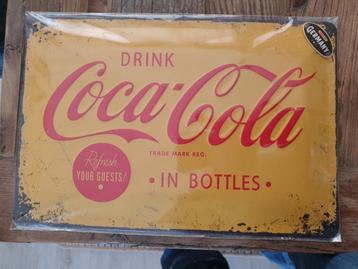 DRINK
Coca-Cola
TRADE MARK REG.
Refresh
YOUR GUESTS!
• IN BOTTLES •
GERMANY